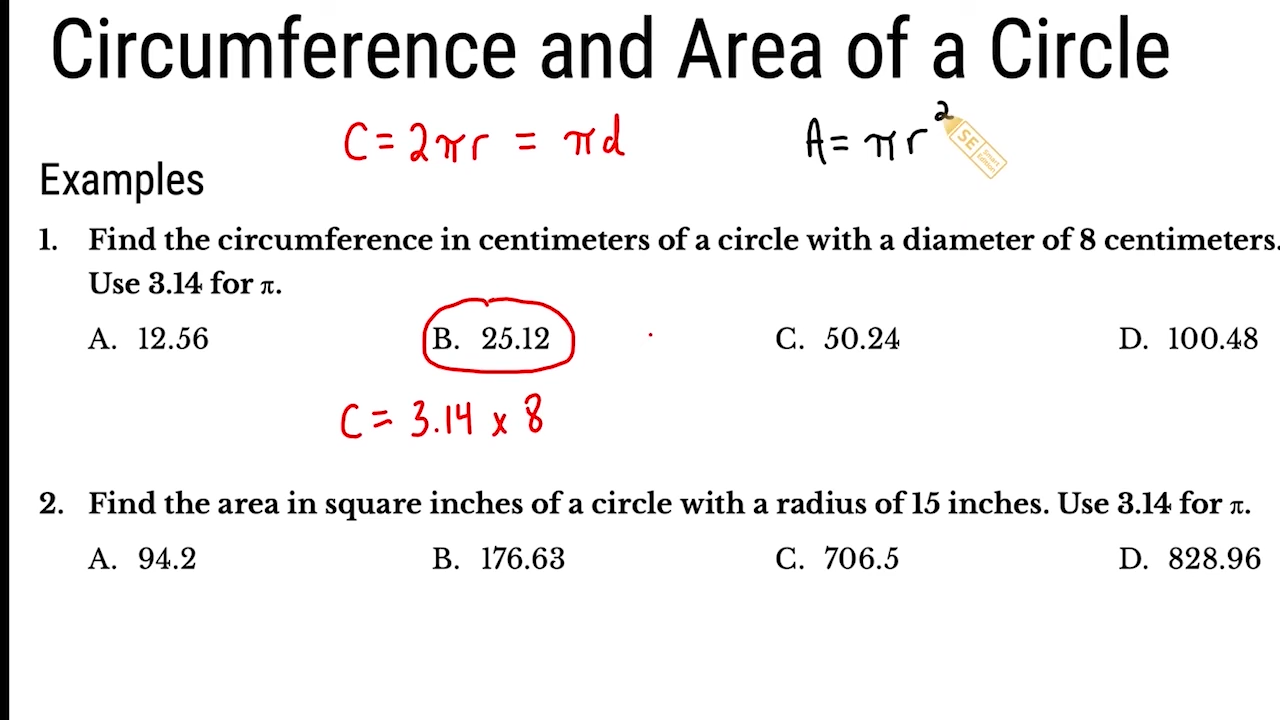 Circumference and Area of a Circle
C = 2πr = πd
A = πr²
SE Smart Edition
Examples
1. Find the circumference in centimeters of a circle with a diameter of 8 centimeters.
Use 3.14 for π.
A. 12.56 B. 25.12 C. 50.24 D. 100.48
C = 3.14 x 8
2. Find the area in square inches of a circle with a radius of 15 inches. Use 3.14 for π.
A. 94.2 B. 176.63 C. 706.5 D. 828.96